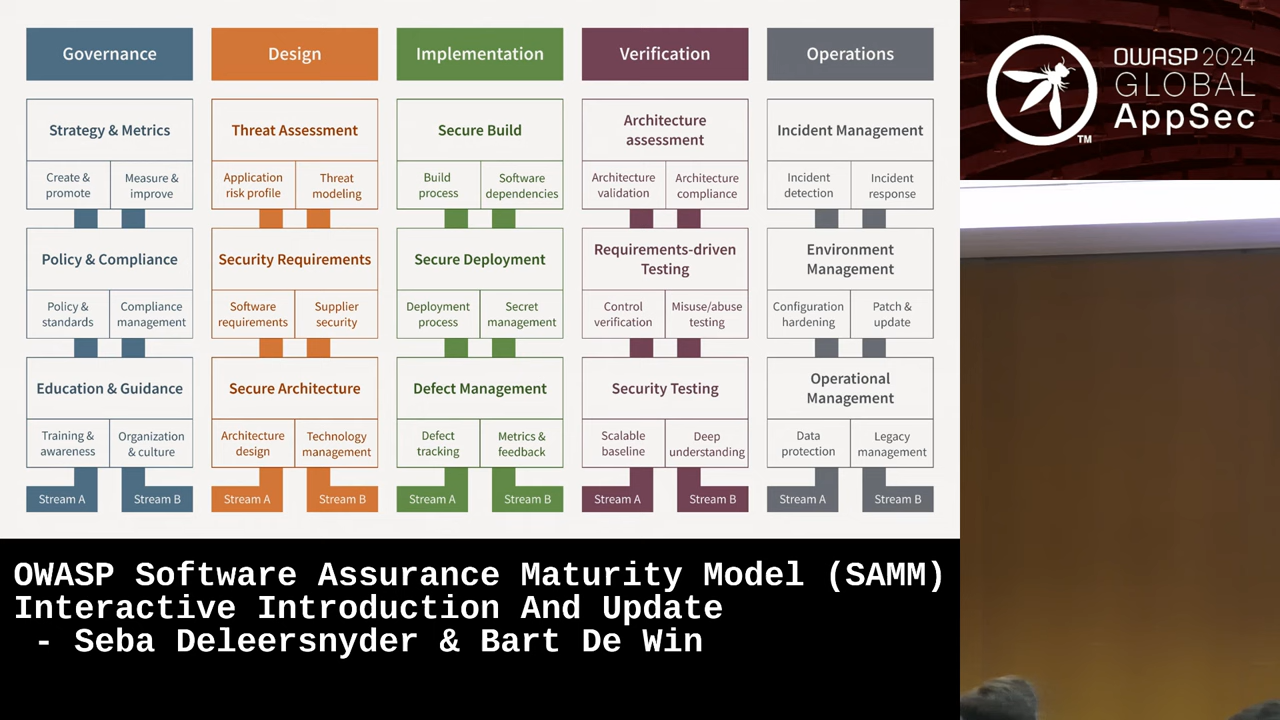 Governance
Design
Implementation
Verification
Operations
Strategy & Metrics
Create &
promote
Measure &
improve
Threat Assessment
Application
risk profile
Threat
modeling
Secure Build
Build
process
Software
dependencies
Architecture
assessment
Architecture
validation
Architecture
compliance
Incident Management
Incident
detection
Incident
response
Policy & Compliance
Policy &
standards
Compliance
management
Security Requirements
Software
requirements
Supplier
security
Secure Deployment
Deployment
process
Secret
management
Requirements-driven
Testing
Control
verification
Misuse/abuse
testing
Environment
Management
Configuration
hardening
Patch &
update
Education & Guidance
Training &
awareness
Organization
& culture
Secure Architecture
Architecture
design
Technology
management
Defect Management
Defect
tracking
Metrics &
feedback
Security Testing
Scalable
baseline
Deep
understanding
Operational
Management
Data
protection
Legacy
management
Stream A
Stream B
Stream A
Stream B
Stream A
Stream B
Stream A
Stream B
Stream A
Stream B
OWASP 2024
GLOBAL
AppSec
TM
OWASP Software Assurance Maturity Model (SAMM)
Interactive Introduction And Update
- Seba Deleersnyder & Bart De Win